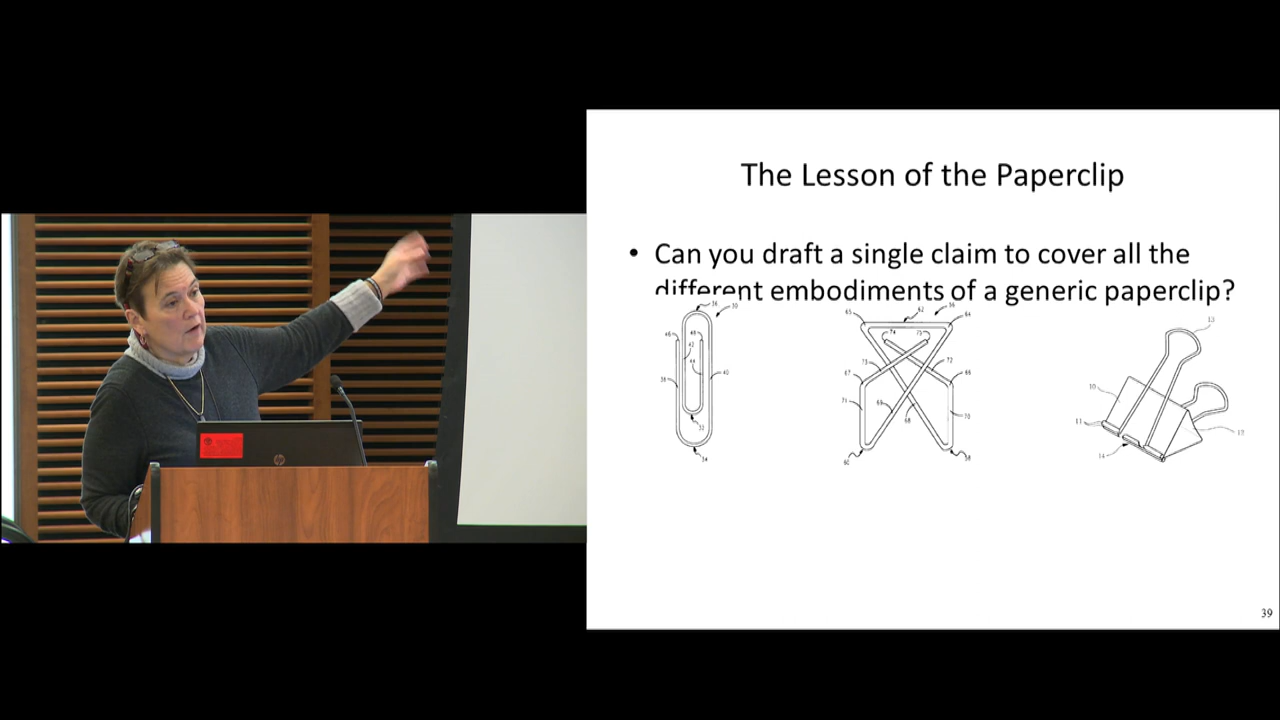 The Lesson of the Paperclip
• Can you draft a single claim to cover all the
different embodiments of a generic paperclip?
39